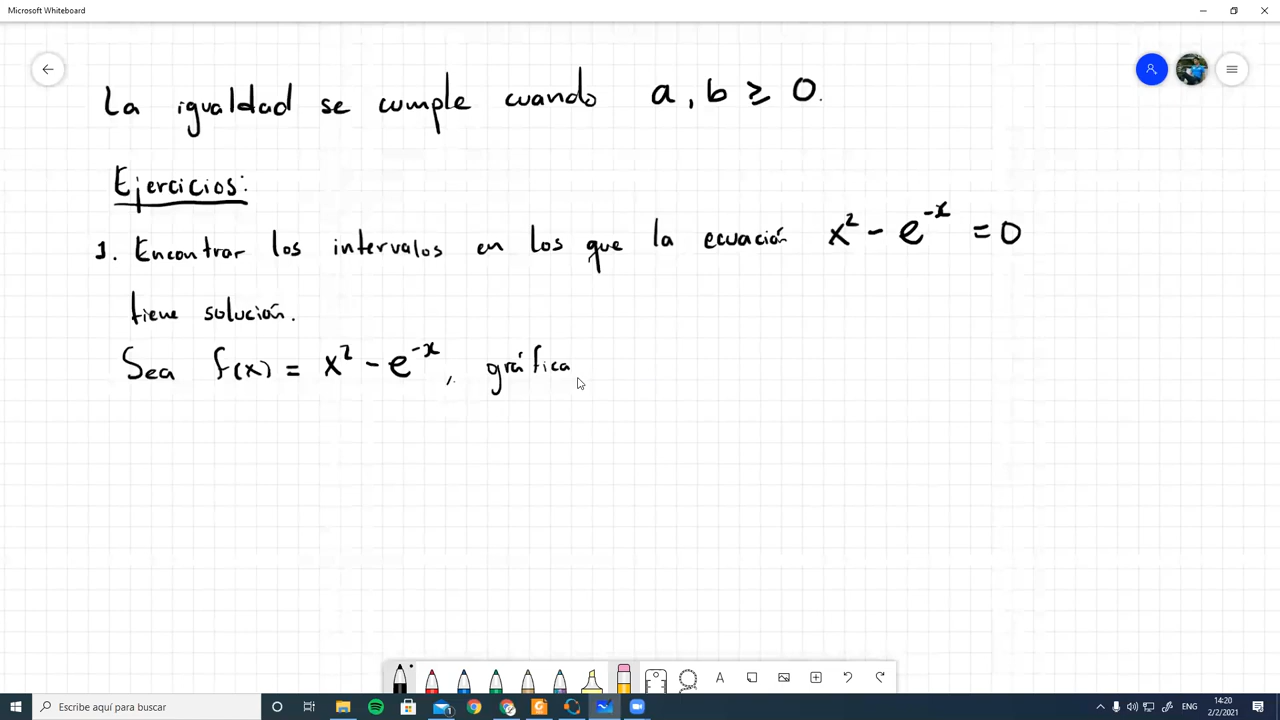 Microsoft Whiteboard
La igualdad se cumple cuando a, b ≥ 0.
Ejercicios:
1. Encontrar los intervalos en los que la ecuación x² - e⁻ˣ = 0
tiene solución.
Sea f(x) = x² - e⁻ˣ, gráfica
A
Escribe aquí para buscar
ENG
14:20
2/2/2021